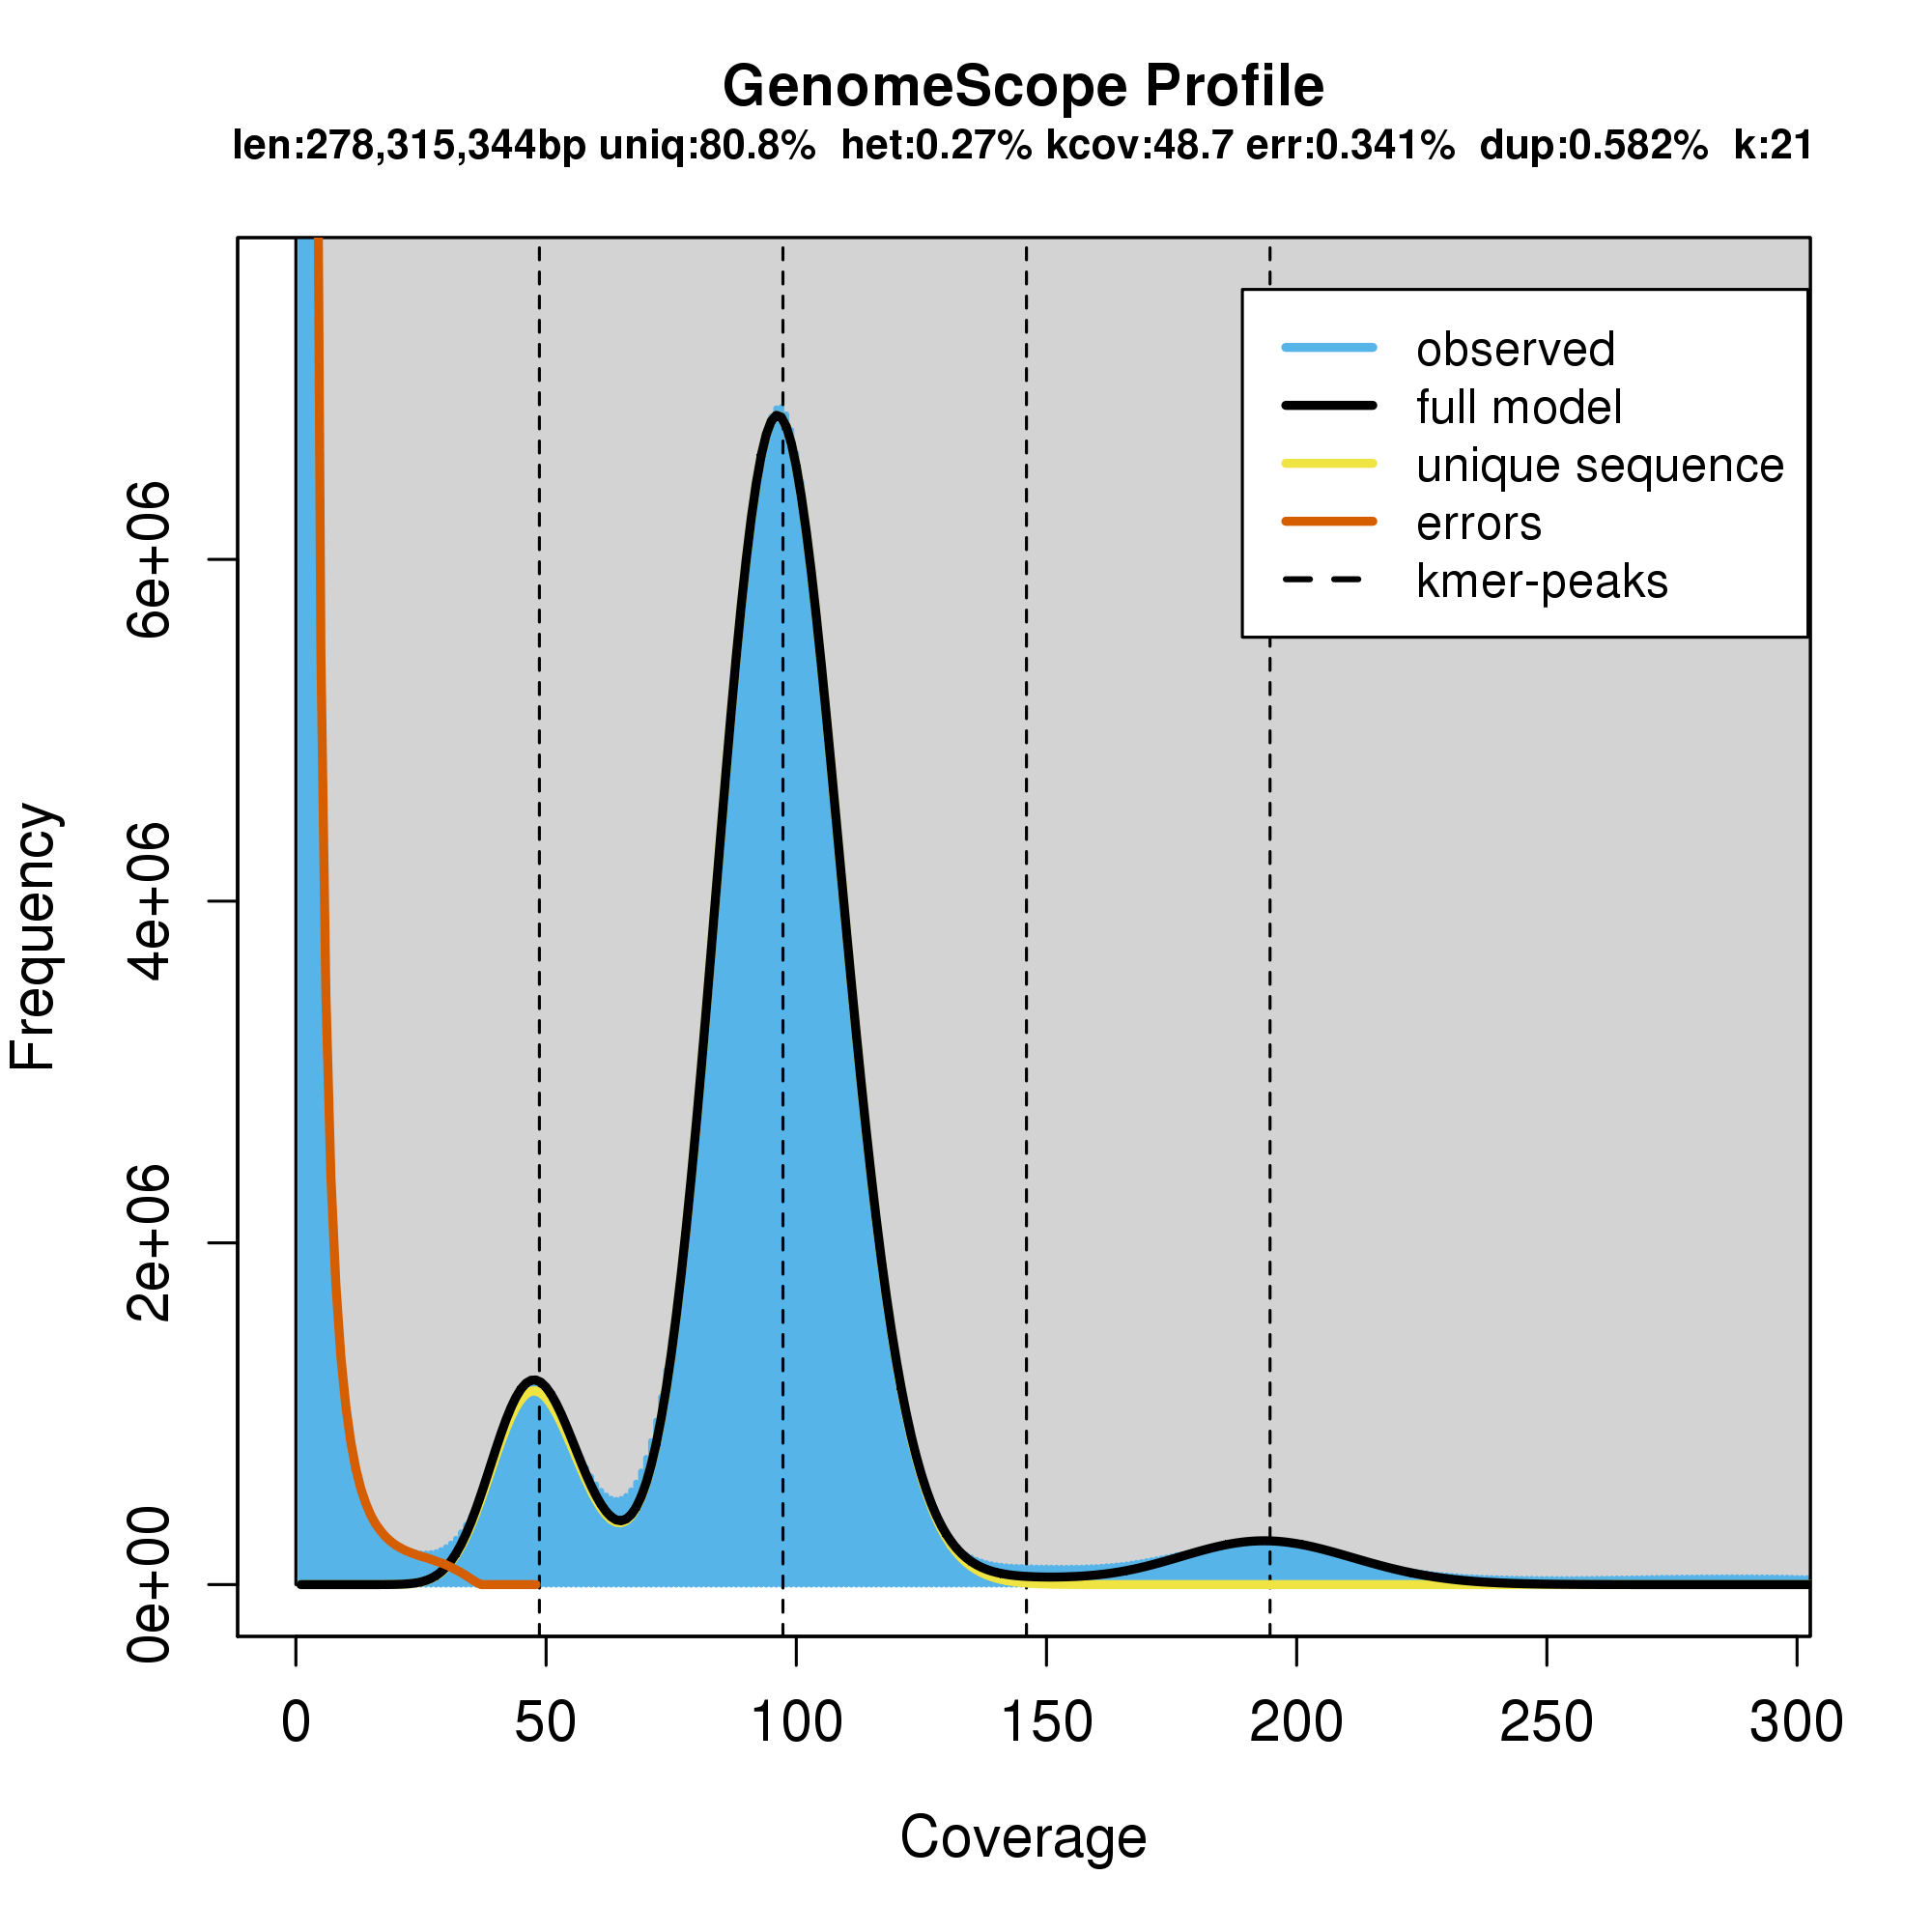 GenomeScope Profile
len:278,315,344bp uniq:80.8% het:0.27% kcov:48.7 err:0.341% dup:0.582% k:21
observed
full model
unique sequence
errors
kmer-peaks
Frequency
6e+06
4e+06
2e+06
0e+00
0 50 100 150 200 250 300
Coverage